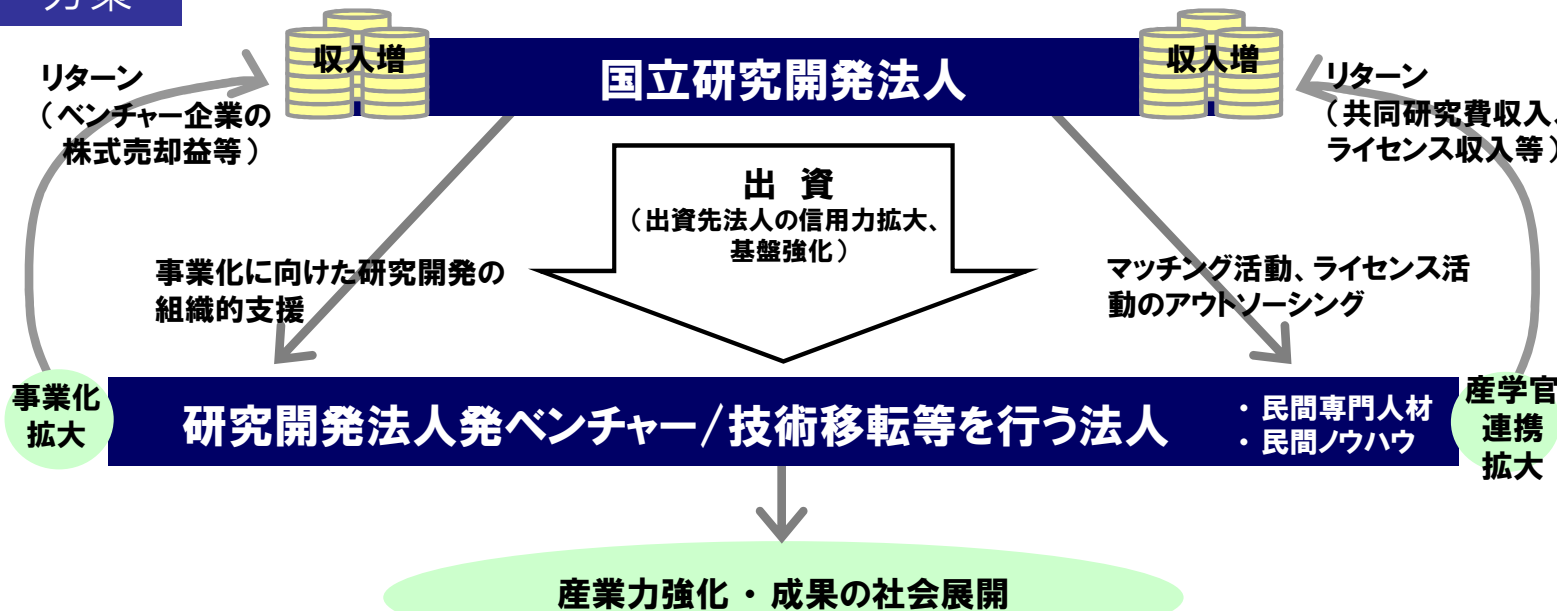 方策
収入増
国立研究開発法人
収入増
リターン
（ベンチャー企業の
株式売却益等）
リターン
（共同研究費収入、
ライセンス収入等）
出 資
（出資先法人の信用力拡大、
基盤強化）
事業化に向けた研究開発の
組織的支援
マッチング活動、ライセンス活
動のアウトソーシング
事業化
拡大
研究開発法人発ベンチャー/技術移転等を行う法人
・民間専門人材
・民間ノウハウ
産学官
連携
拡大
産業力強化・成果の社会展開